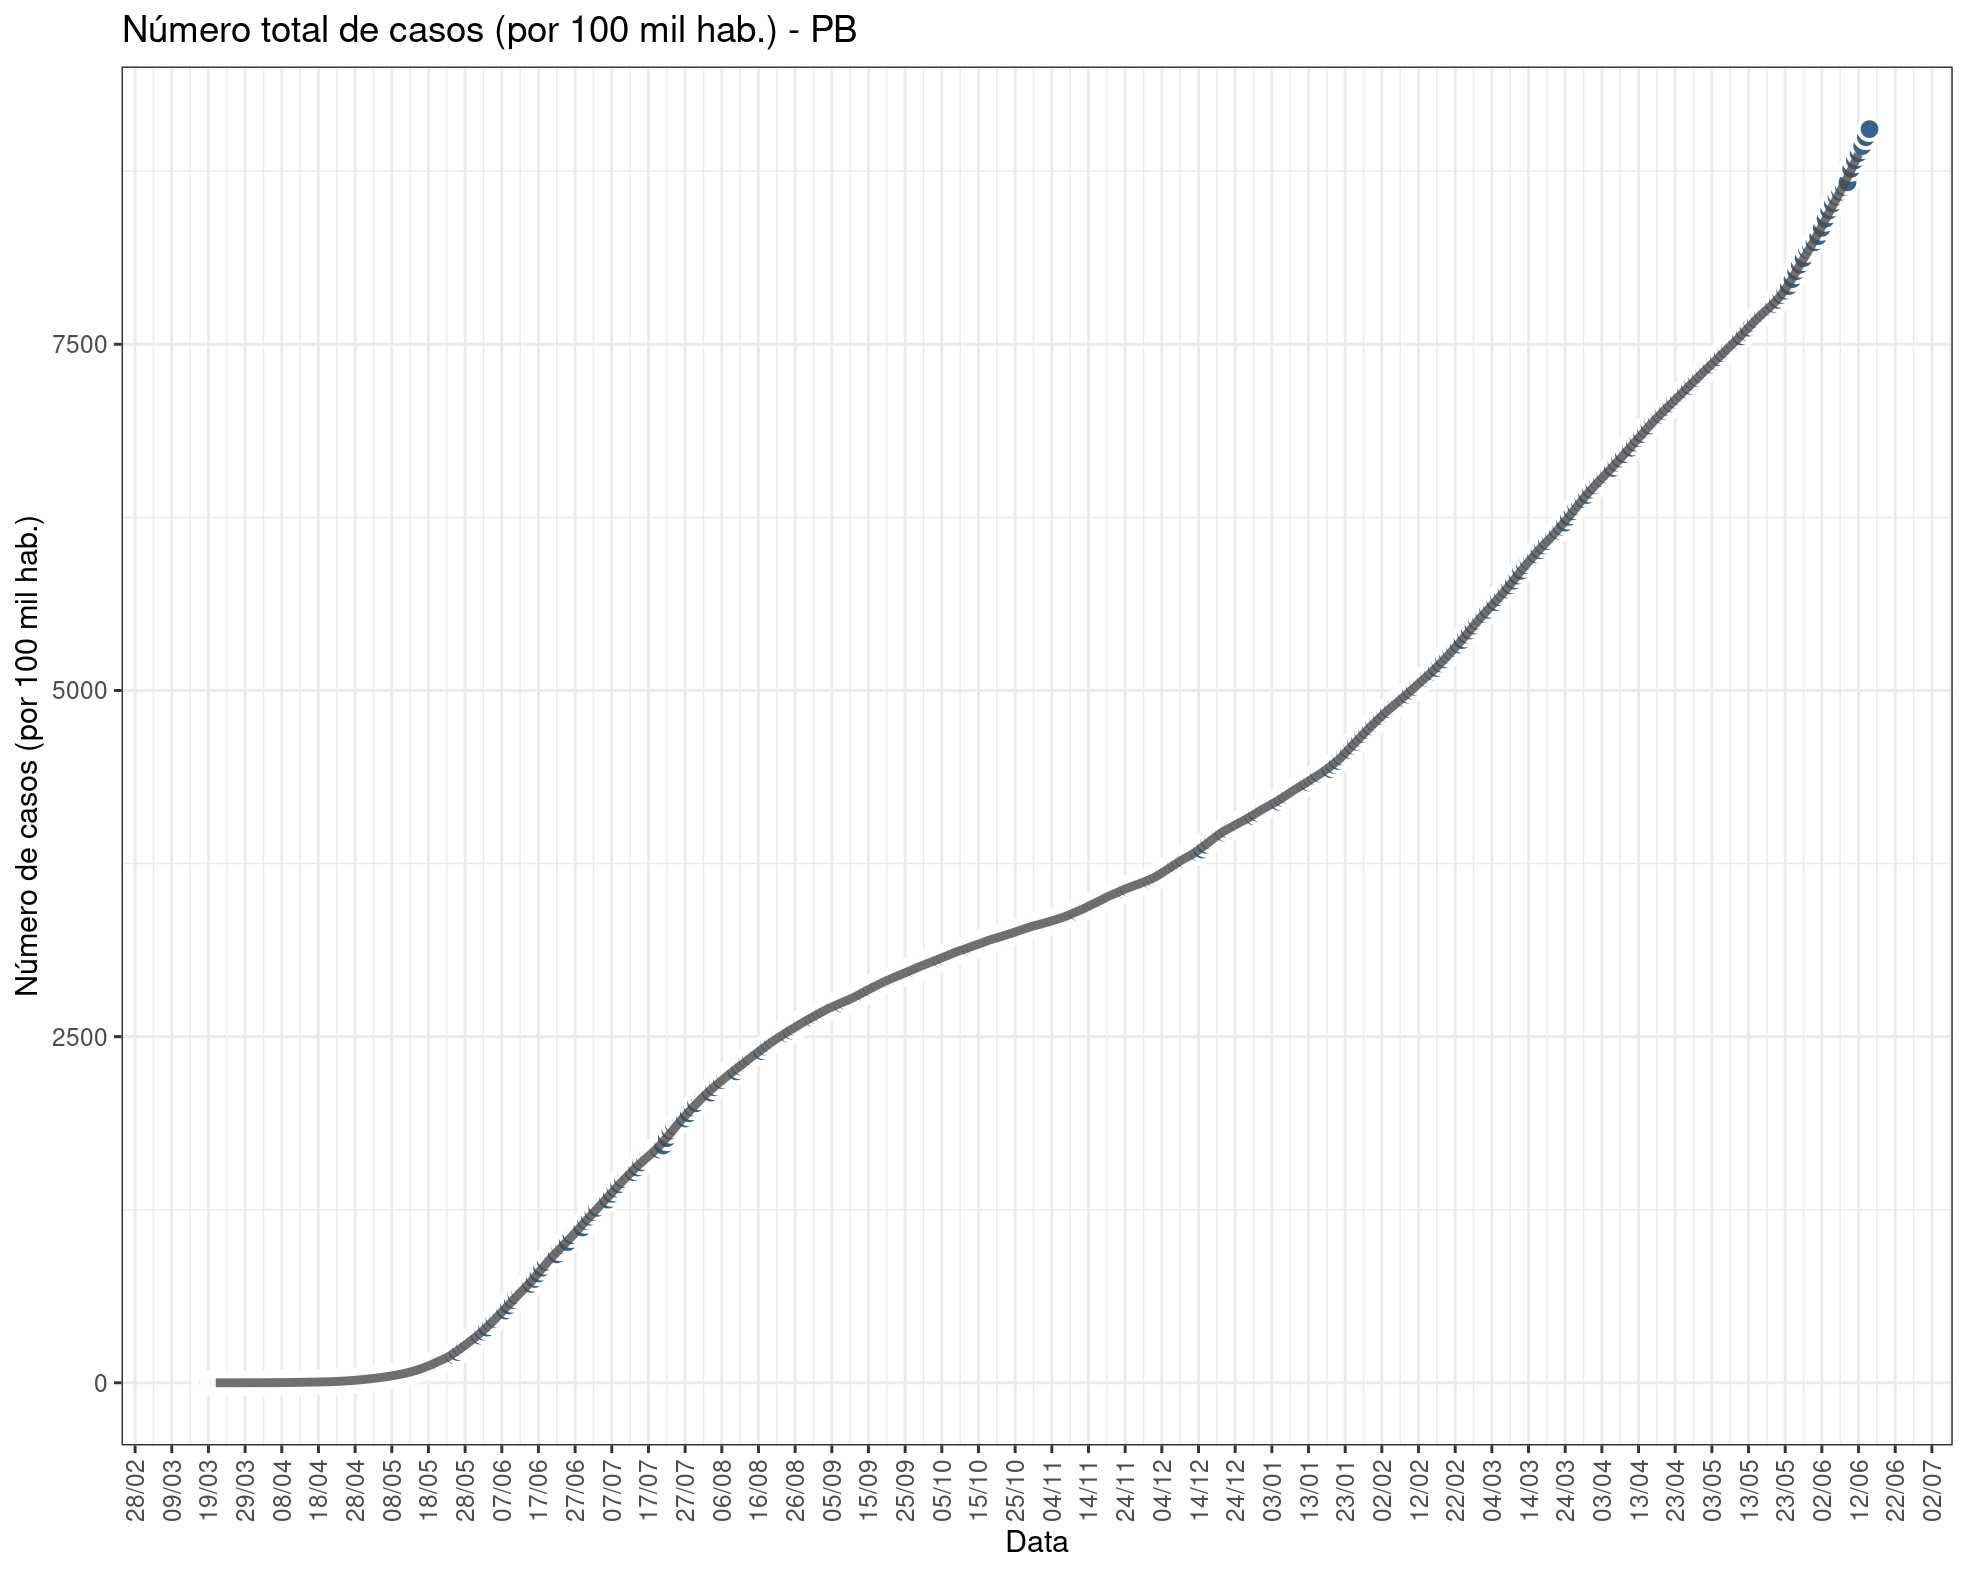 Número total de casos (por 100 mil hab.) - PB
Número de casos (por 100 mil hab.)
7500
5000
2500
0
28/02 09/03 19/03 29/03 08/04 18/04 28/04 08/05 18/05 28/05 07/06 17/06 27/06 07/07 17/07 27/07 06/08 16/08 26/08 05/09 15/09 25/09 05/10 15/10 25/10 04/11 14/11 24/11 04/12 14/12 24/12 03/01 13/01 23/01 02/02 12/02 22/02 04/03 14/03 24/03 03/04 13/04 23/04 03/05 13/05 23/05 02/06 12/06 22/06 02/07
Data